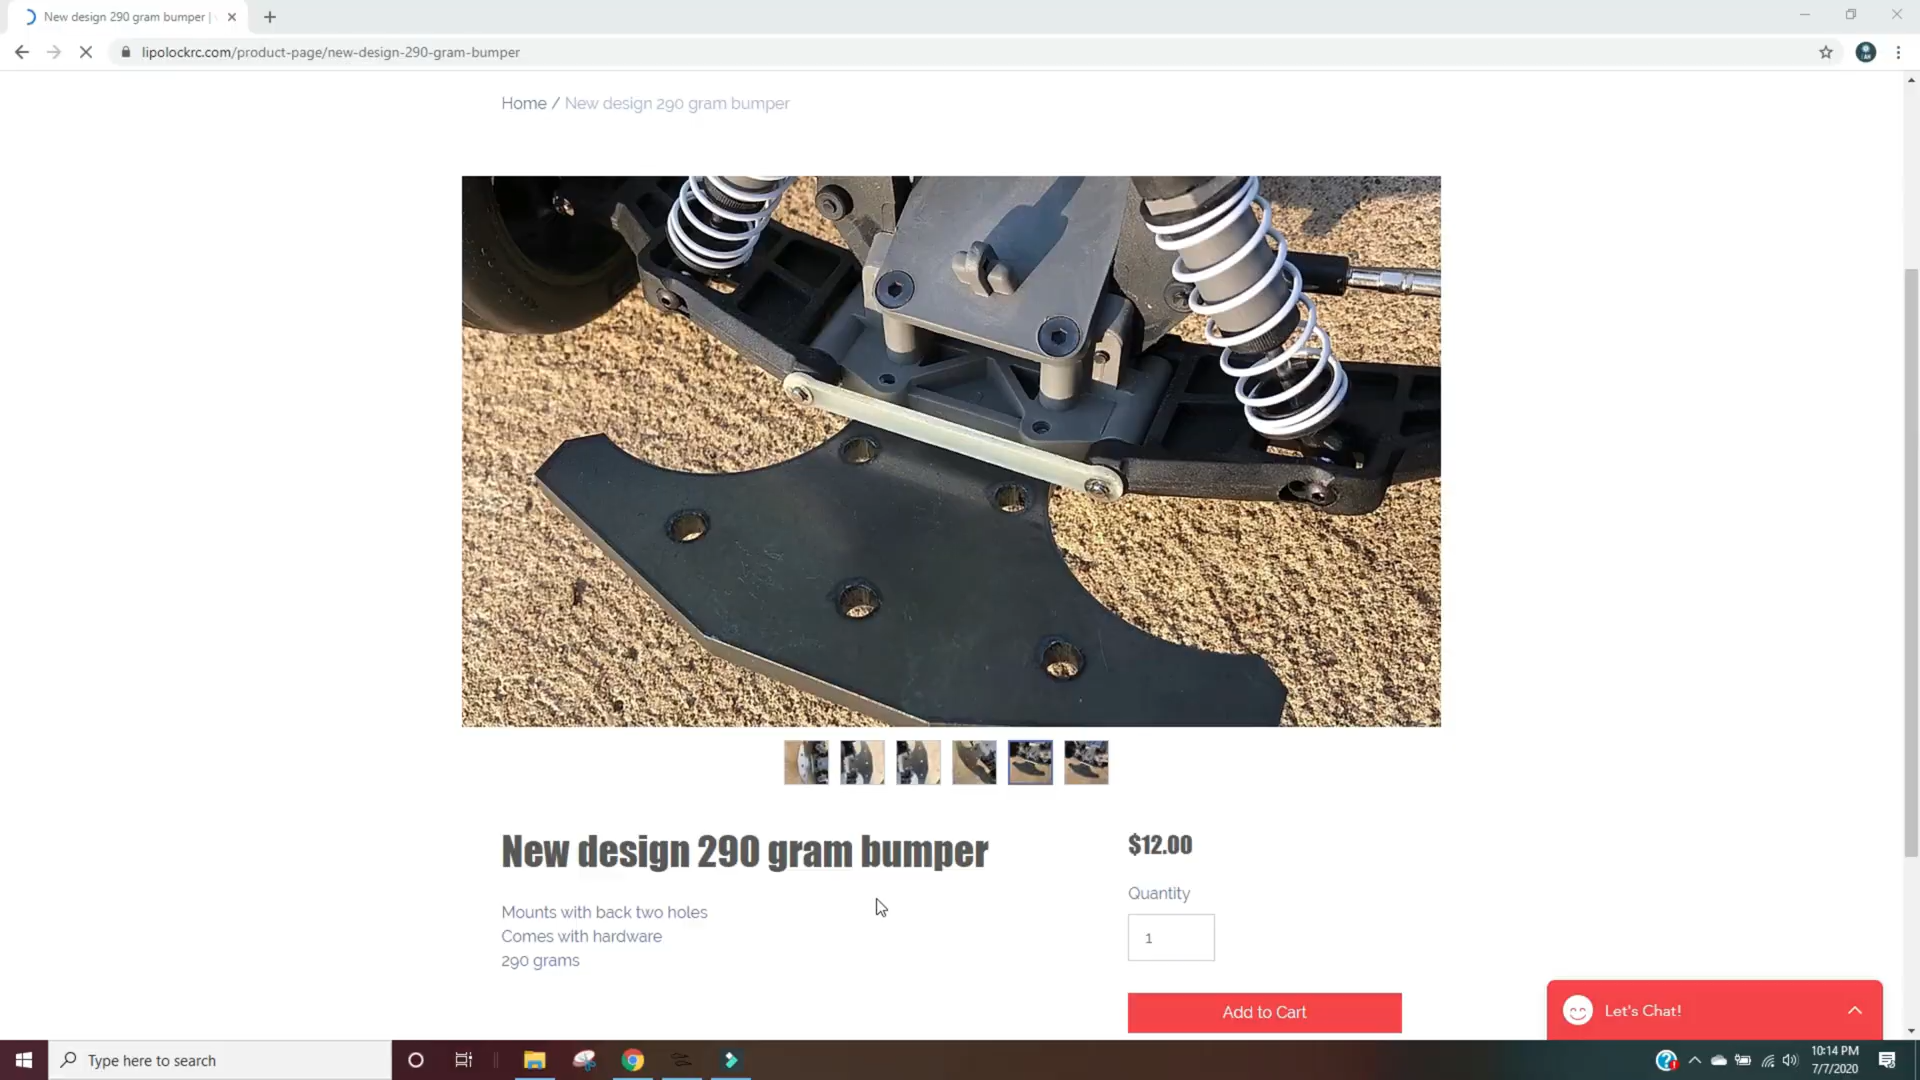 New design 290 gram bumper |
lipolockrc.com/product-page/new-design-290-gram-bumper
Home / New design 290 gram bumper
New design 290 gram bumper
$12.00
Mounts with back two holes
Comes with hardware
290 grams
Quantity
1
Add to Cart
Let's Chat!
Type here to search
10:14 PM
7/7/2020